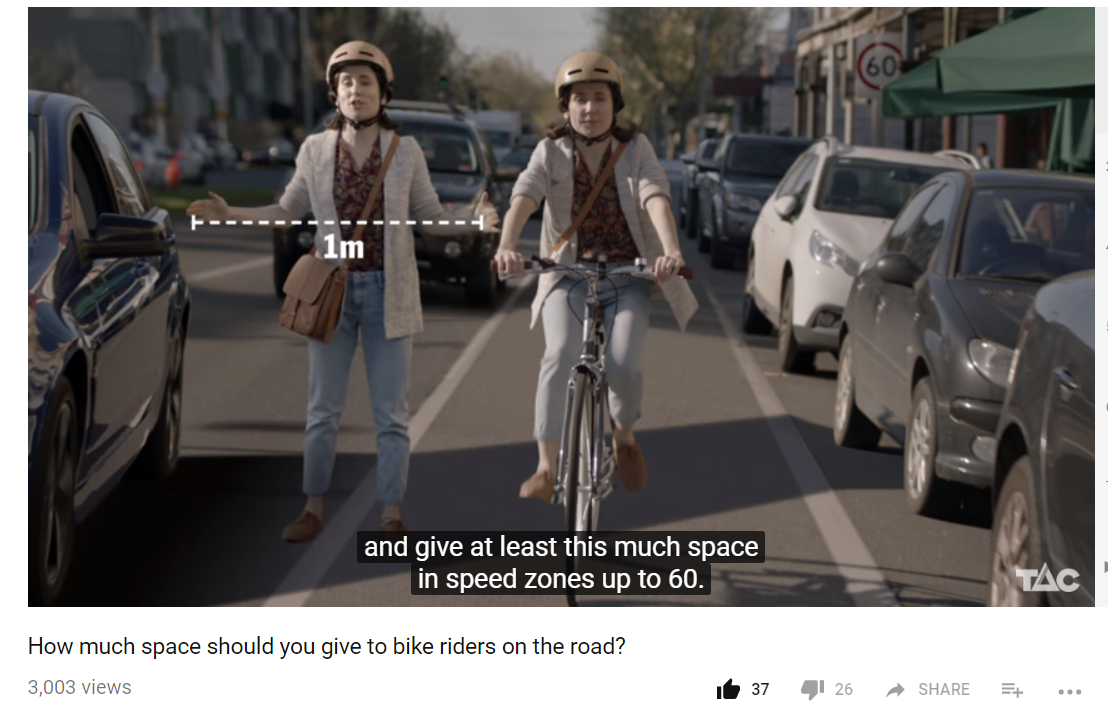 60
1m
and give at least this much space
in speed zones up to 60.
TAC
How much space should you give to bike riders on the road?
3,003 views
37
26
SHARE